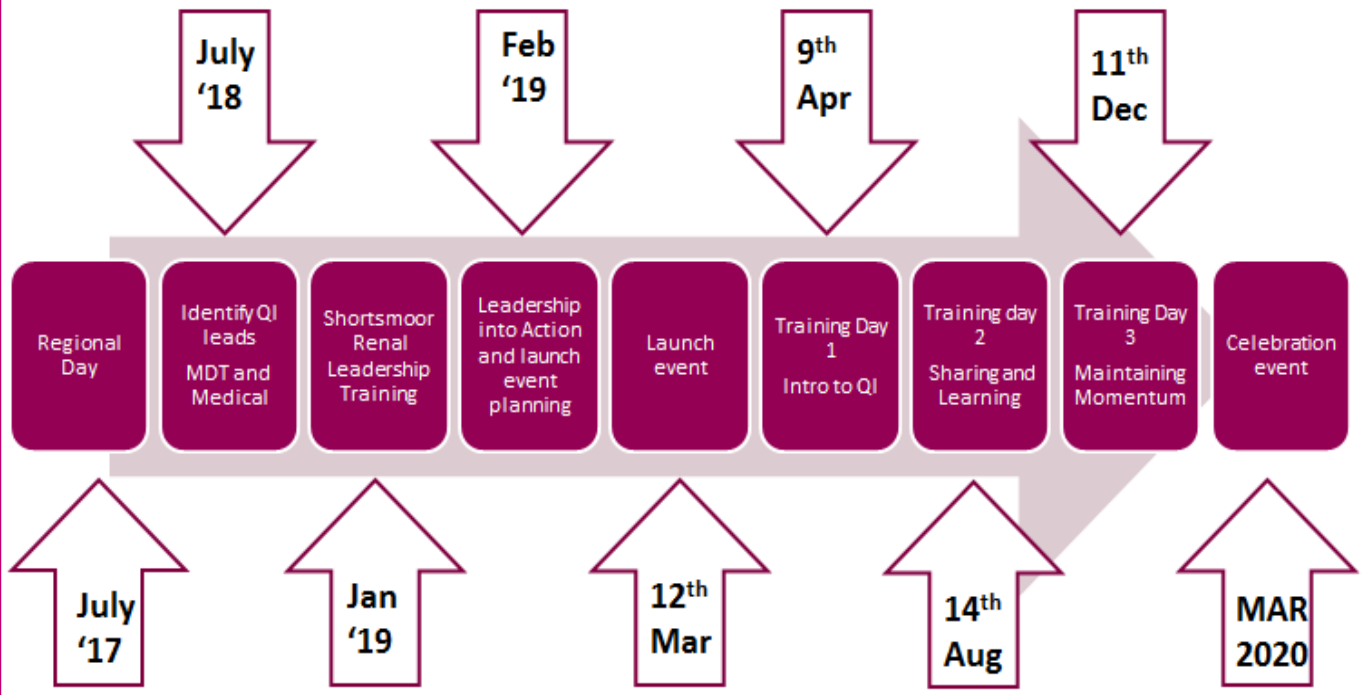 July
‘18
Feb
‘19
9th
Apr
11th
Dec
Regional
Day
Identify QI
leads
MDT and
Medical
Shortsmoor
Renal
Leadership
Training
Leadership
into Action
and launch
event
planning
Launch
event
Training Day
1
Intro to QI
Training day
2
Sharing and
Learning
Training Day
3
Maintaining
Momentum
Celebration
event
July
‘17
Jan
‘19
12th
Mar
14th
Aug
MAR
2020